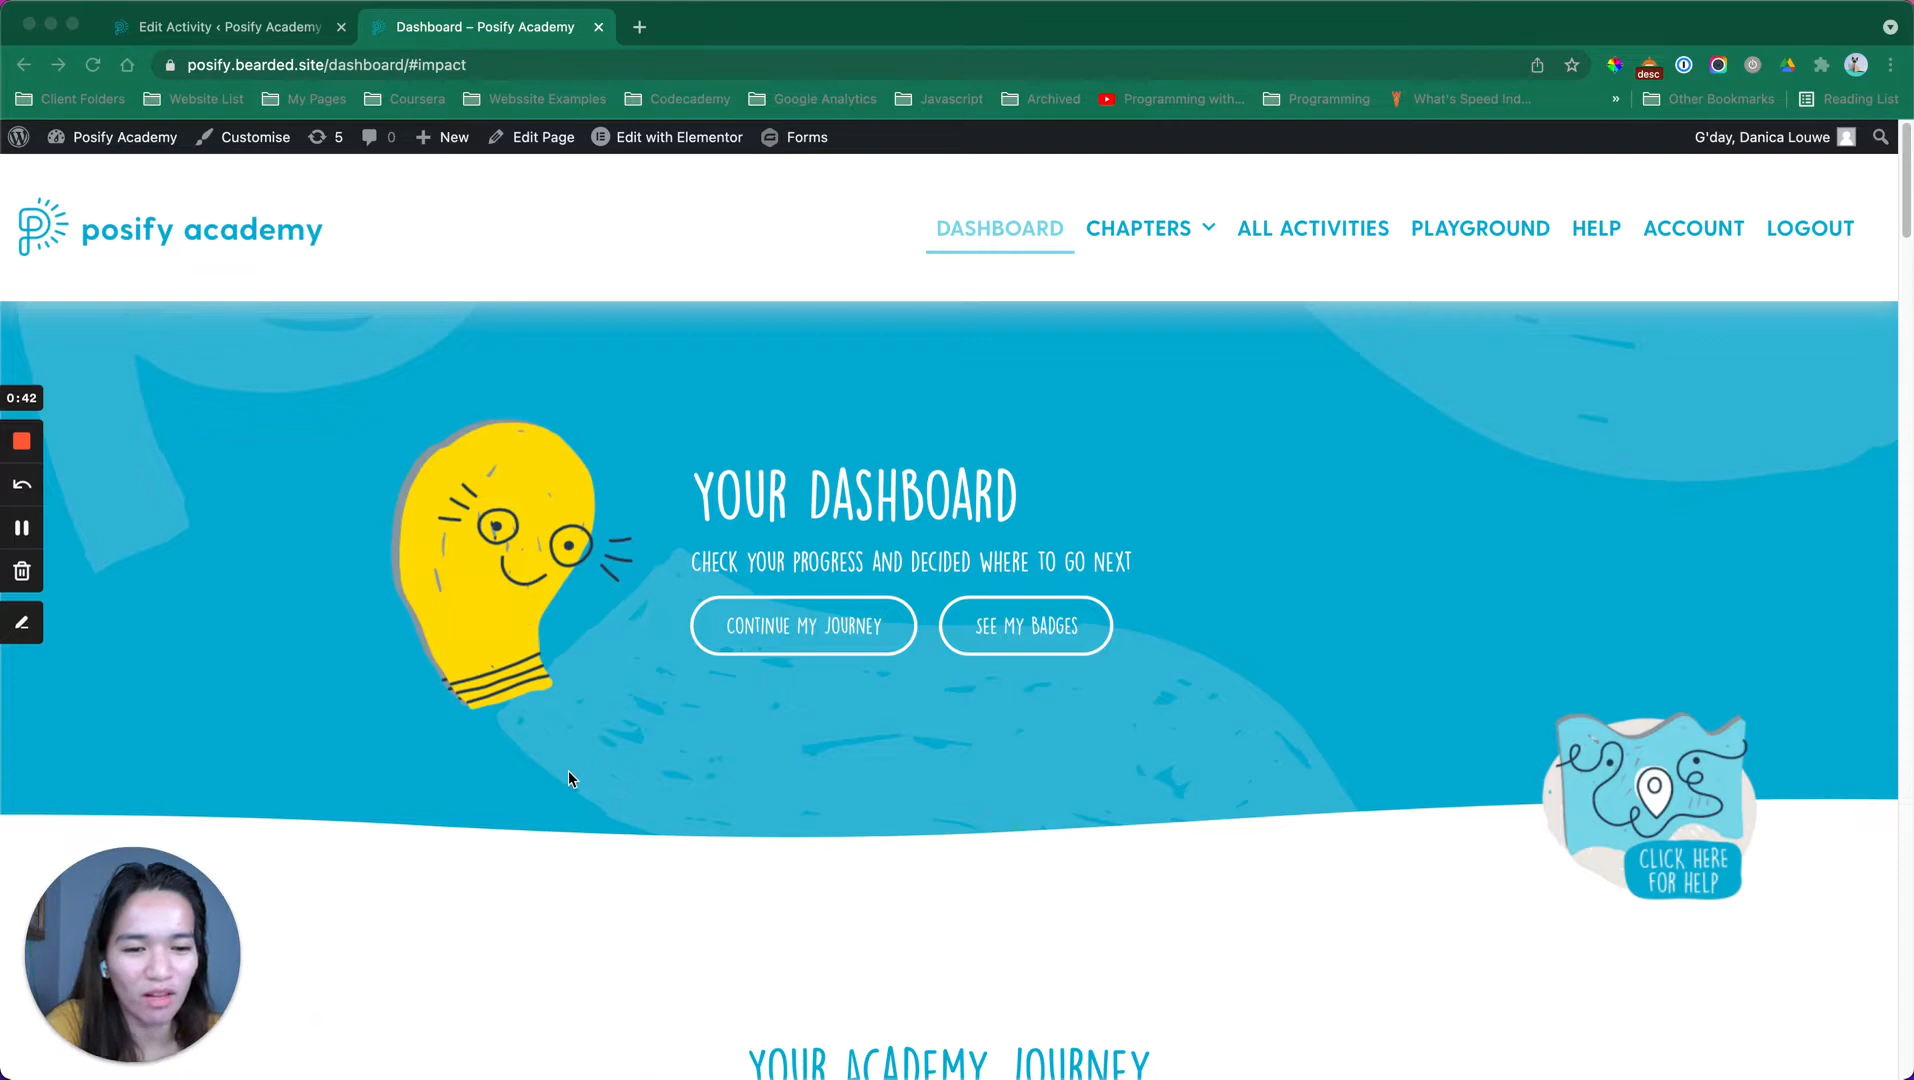 Edit Activity ‹ Posify Academy
Dashboard – Posify Academy
posify.bearded.site/dashboard/#impact
desc
Client Folders
Website List
My Pages
Coursera
Webssite Examples
Codecademy
Google Analytics
Javascript
Archived
Programming with...
Programming
What's Speed Ind...
»
Other Bookmarks
Reading List
Posify Academy
Customise
5
0
New
Edit Page
Edit with Elementor
Forms
G'day, Danica Louwe
posify academy
DASHBOARD
CHAPTERS
ALL ACTIVITIES
PLAYGROUND
HELP
ACCOUNT
LOGOUT
0:42
YOUR DASHBOARD
CHECK YOUR PROGRESS AND DECIDED WHERE TO GO NEXT
CONTINUE MY JOURNEY
SEE MY BADGES
CLICK HERE
FOR HELP
YOUR ACADEMY JOURNEY